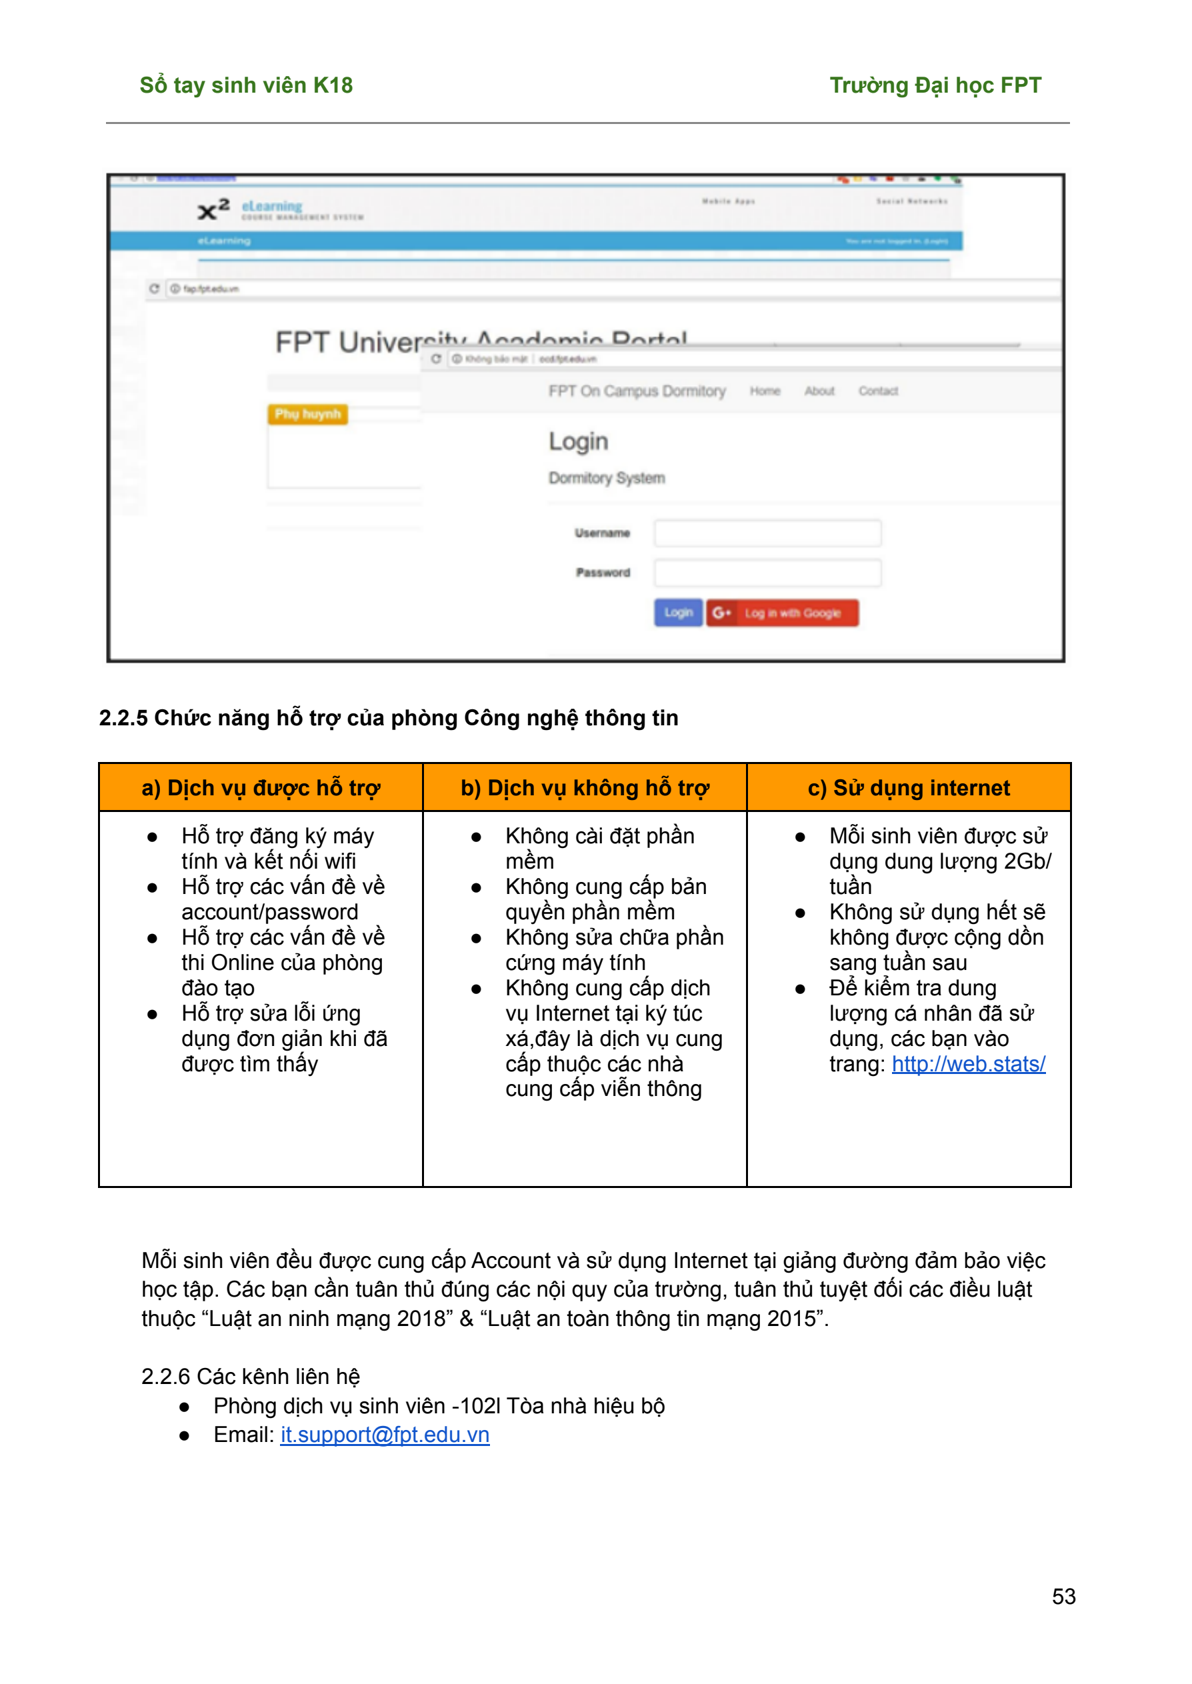 Sổ tay sinh viên K18 Trường Đại học FPT
x² eLearning
COURSE MANAGEMENT SYSTEM
Mobile Apps Social Networks
eLearning You are not logged in. (Login)
fap.fpt.edu.vn
FPT University Academic Portal
Không bảo mật | ocd.fpt.edu.vn
FPT On Campus Dormitory Home About Contact
Phụ huynh
Login
Dormitory System
Username
Password
Login G+ Log in with Google
2.2.5 Chức năng hỗ trợ của phòng Công nghệ thông tin
a) Dịch vụ được hỗ trợ
● Hỗ trợ đăng ký máy
tính và kết nối wifi
● Hỗ trợ các vấn đề về
account/password
● Hỗ trợ các vấn đề về
thi Online của phòng
đào tạo
● Hỗ trợ sửa lỗi ứng
dụng đơn giản khi đã
được tìm thấy
b) Dịch vụ không hỗ trợ
● Không cài đặt phần
mềm
● Không cung cấp bản
quyền phần mềm
● Không sửa chữa phần
cứng máy tính
● Không cung cấp dịch
vụ Internet tại ký túc
xá,đây là dịch vụ cung
cấp thuộc các nhà
cung cấp viễn thông
c) Sử dụng internet
● Mỗi sinh viên được sử
dụng dung lượng 2Gb/
tuần
● Không sử dụng hết sẽ
không được cộng dồn
sang tuần sau
● Để kiểm tra dung
lượng cá nhân đã sử
dụng, các bạn vào
trang: http://web.stats/
Mỗi sinh viên đều được cung cấp Account và sử dụng Internet tại giảng đường đảm bảo việc
học tập. Các bạn cần tuân thủ đúng các nội quy của trường, tuân thủ tuyệt đối các điều luật
thuộc “Luật an ninh mạng 2018” & “Luật an toàn thông tin mạng 2015”.
2.2.6 Các kênh liên hệ
● Phòng dịch vụ sinh viên -102l Tòa nhà hiệu bộ
● Email: it.support@fpt.edu.vn
53